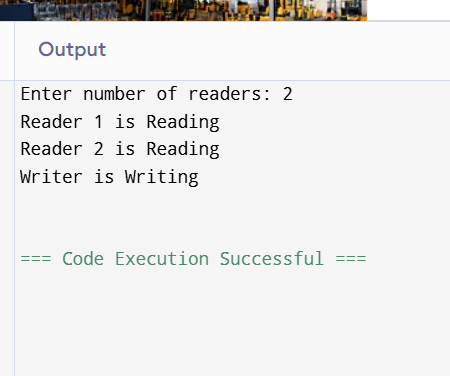 Output
Enter number of readers: 2
Reader 1 is Reading
Reader 2 is Reading
Writer is Writing
=== Code Execution Successful ===